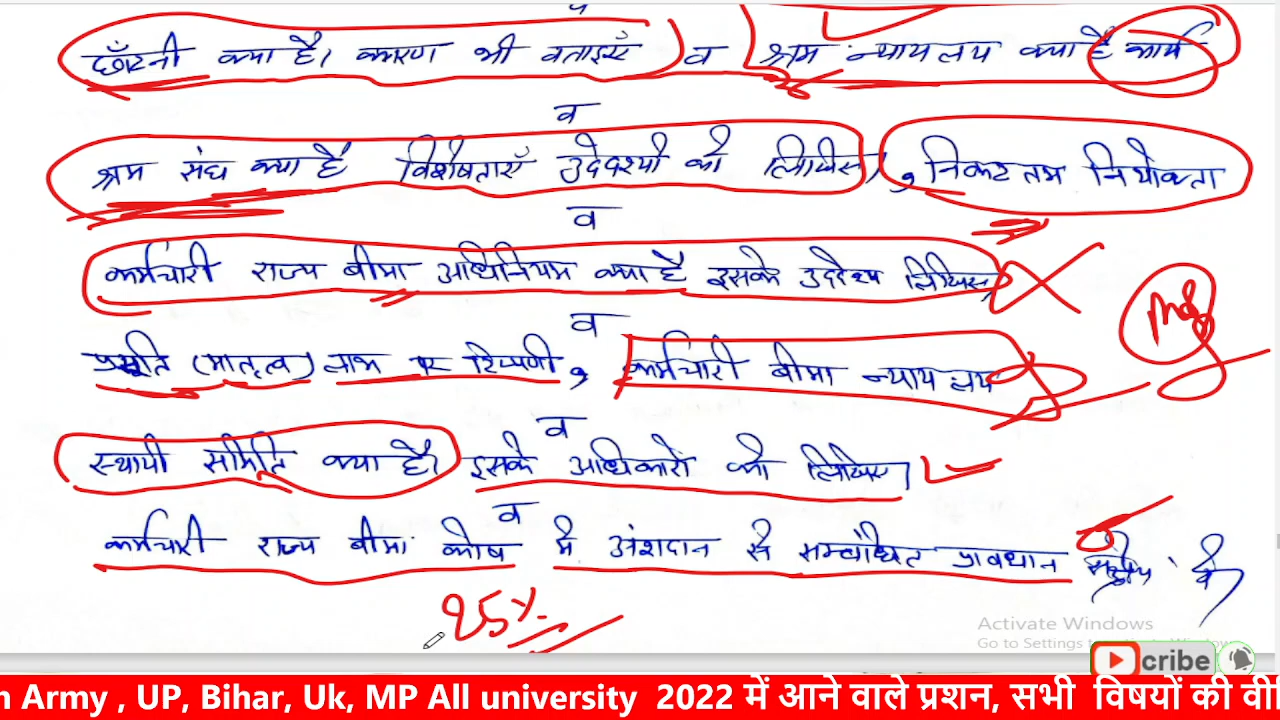 छँटनी क्या है। कारण भी बताइएँ व श्रम न्यायलय क्या है कार्य
व
श्रम संघ क्या है विशेषताएँ उद्देश्यों को लिखिए, निकटतम नियोक्ता
व
कर्मचारी राज्य बीमा अधिनियम क्या है इसके उद्देश्य लिखिए,
व
प्रसूति (मातृत्व) लाभ पर टिप्पणी, कर्मचारी बीमा न्यायलय
व
स्थायी समिति क्या है। इसके अधिकारों को लिखिए।
व
कर्मचारी राज्य बीमा कोष में अंशदान से सम्बंधित प्रावधान
25%
Activate Windows
Go to Settings
cribe
n Army , UP, Bihar, Uk, MP All university 2022 में आने वाले प्रशन, सभी विषयों की वी